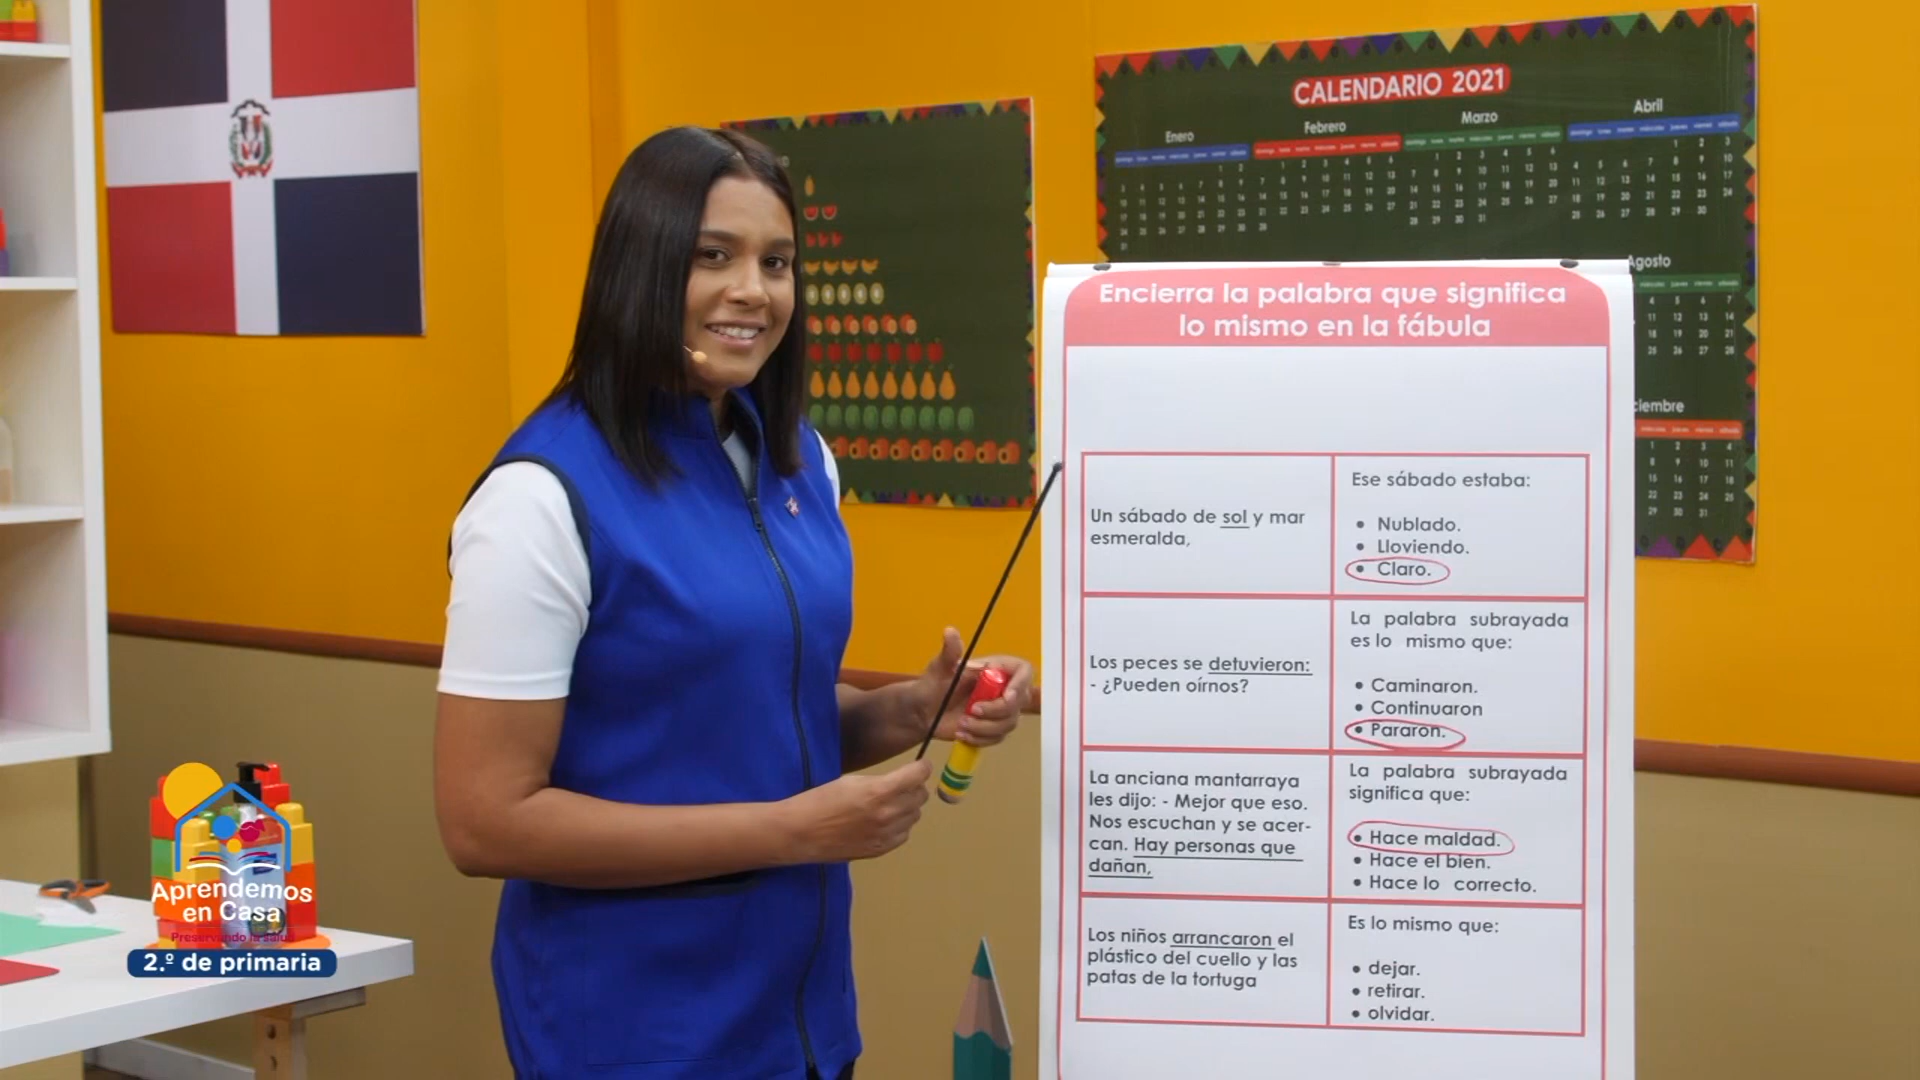 CALENDARIO 2021
Enero
Febrero
Marzo
Abril
Agosto
ciembre
Encierra la palabra que significa
lo mismo en la fábula
Un sábado de sol y mar
esmeralda,
Ese sábado estaba:
• Nublado.
• Lloviendo.
• Claro.
Los peces se detuvieron:
- ¿Pueden oírnos?
La palabra subrayada
es lo mismo que:
• Caminaron.
• Continuaron
• Pararon.
La anciana mantarraya
les dijo: - Mejor que eso.
Nos escuchan y se acer-
can. Hay personas que
dañan,
La palabra subrayada
significa que:
• Hace maldad.
• Hace el bien.
• Hace lo correcto.
Los niños arrancaron el
plástico del cuello y las
patas de la tortuga
Es lo mismo que:
• dejar.
• retirar.
• olvidar.
Aprendemos
en Casa
Preservando la salud
2.º de primaria